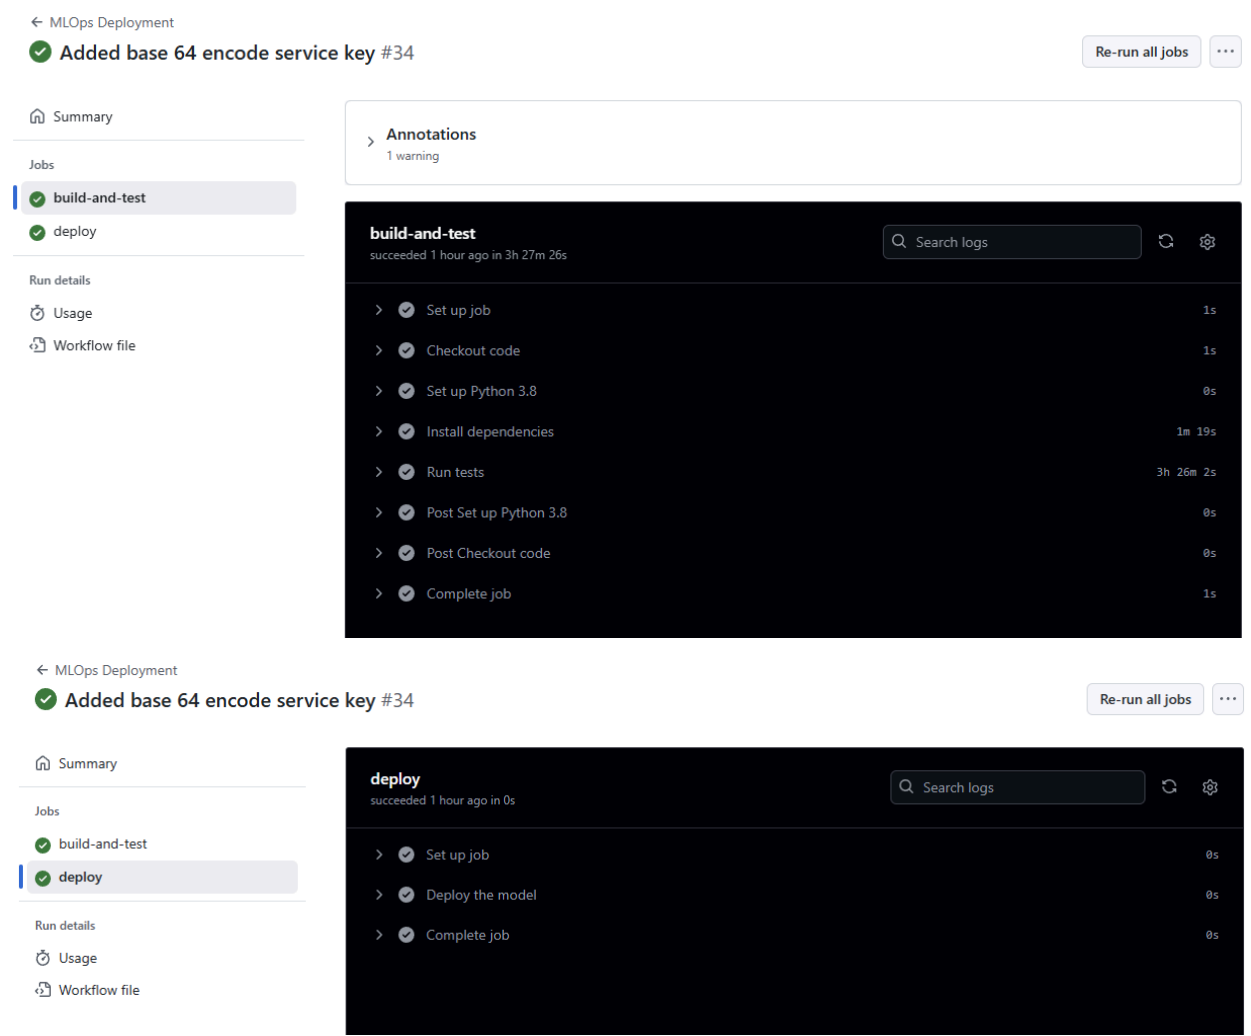 MLOps Deployment
Added base 64 encode service key #34
Re-run all jobs
Summary
Jobs
build-and-test
deploy
Run details
Usage
Workflow file
Annotations
1 warning
build-and-test
succeeded 1 hour ago in 3h 27m 26s
Search logs
Set up job 1s
Checkout code 1s
Set up Python 3.8 0s
Install dependencies 1m 19s
Run tests 3h 26m 2s
Post Set up Python 3.8 0s
Post Checkout code 0s
Complete job 1s
MLOps Deployment
Added base 64 encode service key #34
Re-run all jobs
Summary
Jobs
build-and-test
deploy
Run details
Usage
Workflow file
deploy
succeeded 1 hour ago in 0s
Search logs
Set up job 0s
Deploy the model 0s
Complete job 0s